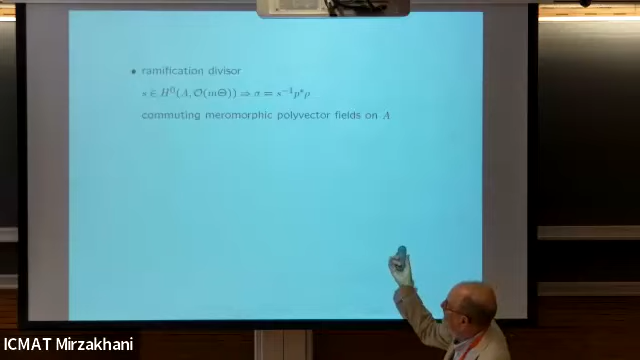 • ramification divisor
s ∈ H⁰(A, O(mΘ)) ⇒ σ = s⁻¹p*ρ
commuting meromorphic polyvector fields on A
ICMAT Mirzakhani